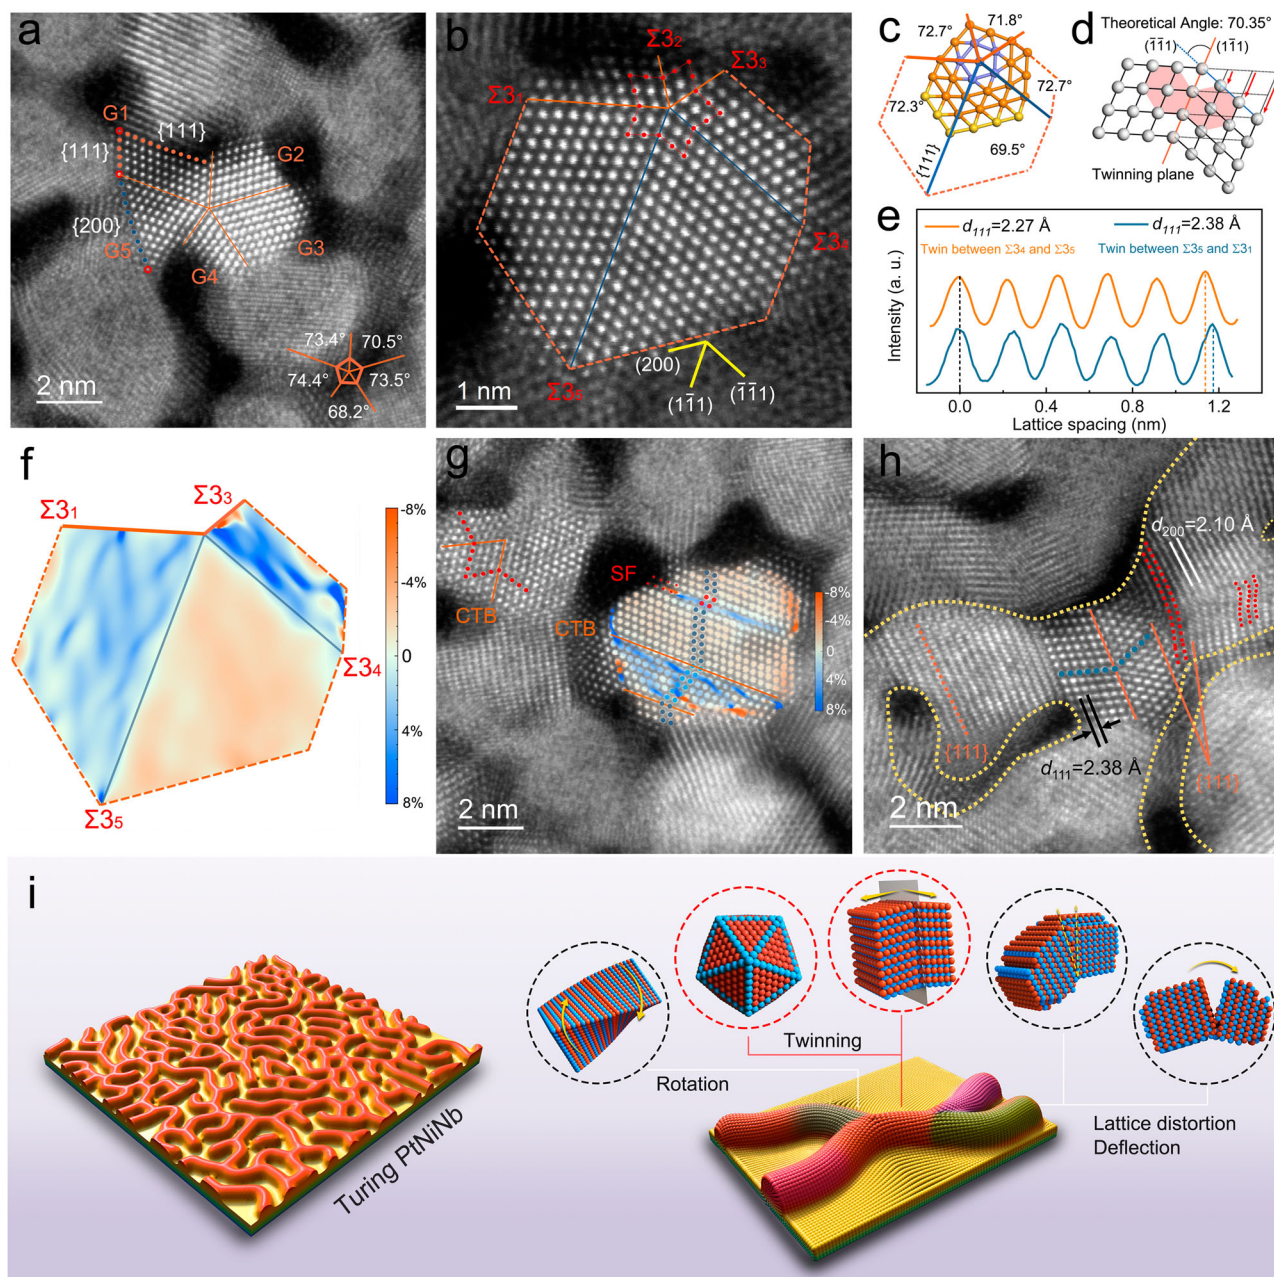 a
G1
{111}
{111}
G2
{200}
G3
G5
G4
73.4°
70.5°
74.4°
73.5°
68.2°
2 nm
b
Σ3₂
Σ3₃
Σ3₁
Σ3₄
Σ3₅
(200)
(11̅1)
(1̅1̅1)
1 nm
c
72.7°
71.8°
72.7°
72.3°
69.5°
{111}
d
Theoretical Angle: 70.35°
(1̅1̅1)
(11̅1)
Twinning plane
e
d₁₁₁=2.27 Å
d₁₁₁=2.38 Å
Twin between Σ3₄ and Σ3₅
Twin between Σ3₅ and Σ3₁
Intensity (a. u.)
0.0
0.4
0.8
1.2
Lattice spacing (nm)
f
Σ3₁
Σ3₃
Σ3₄
Σ3₅
-8%
-4%
0
4%
8%
g
SF
CTB
CTB
-8%
-4%
0
4%
8%
2 nm
h
d₂₀₀=2.10 Å
{111}
d₁₁₁=2.38 Å
{111}
2 nm
i
Turing PtNiNb
Rotation
Twinning
Lattice distortion
Deflection